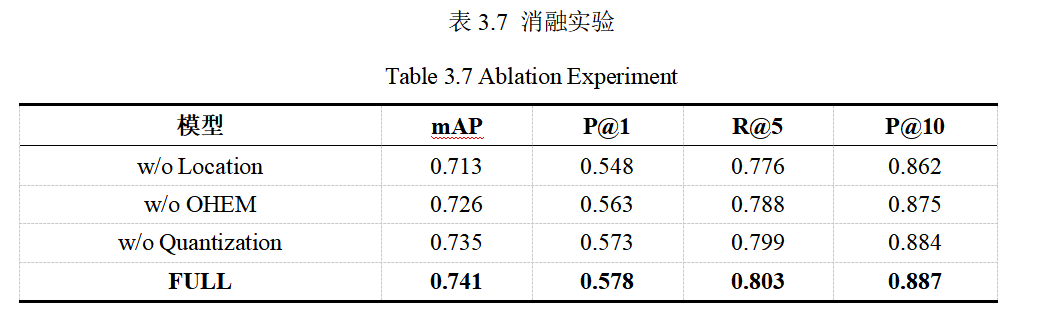 表 3.7 消融实验
Table 3.7 Ablation Experiment
模型 mAP P@1 R@5 P@10
w/o Location 0.713 0.548 0.776 0.862
w/o OHEM 0.726 0.563 0.788 0.875
w/o Quantization 0.735 0.573 0.799 0.884
FULL 0.741 0.578 0.803 0.887